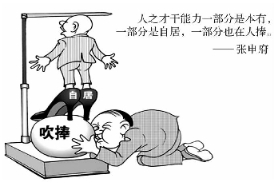 人之才干能力一部分是本有，
一部分是自居，一部分也在人捧。
——张申府
自居
吹捧